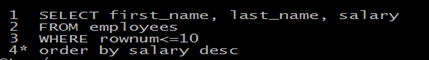 1 SELECT first_name, last_name, salary
2 FROM employees
3 WHERE rownum<=10
4* order by salary desc